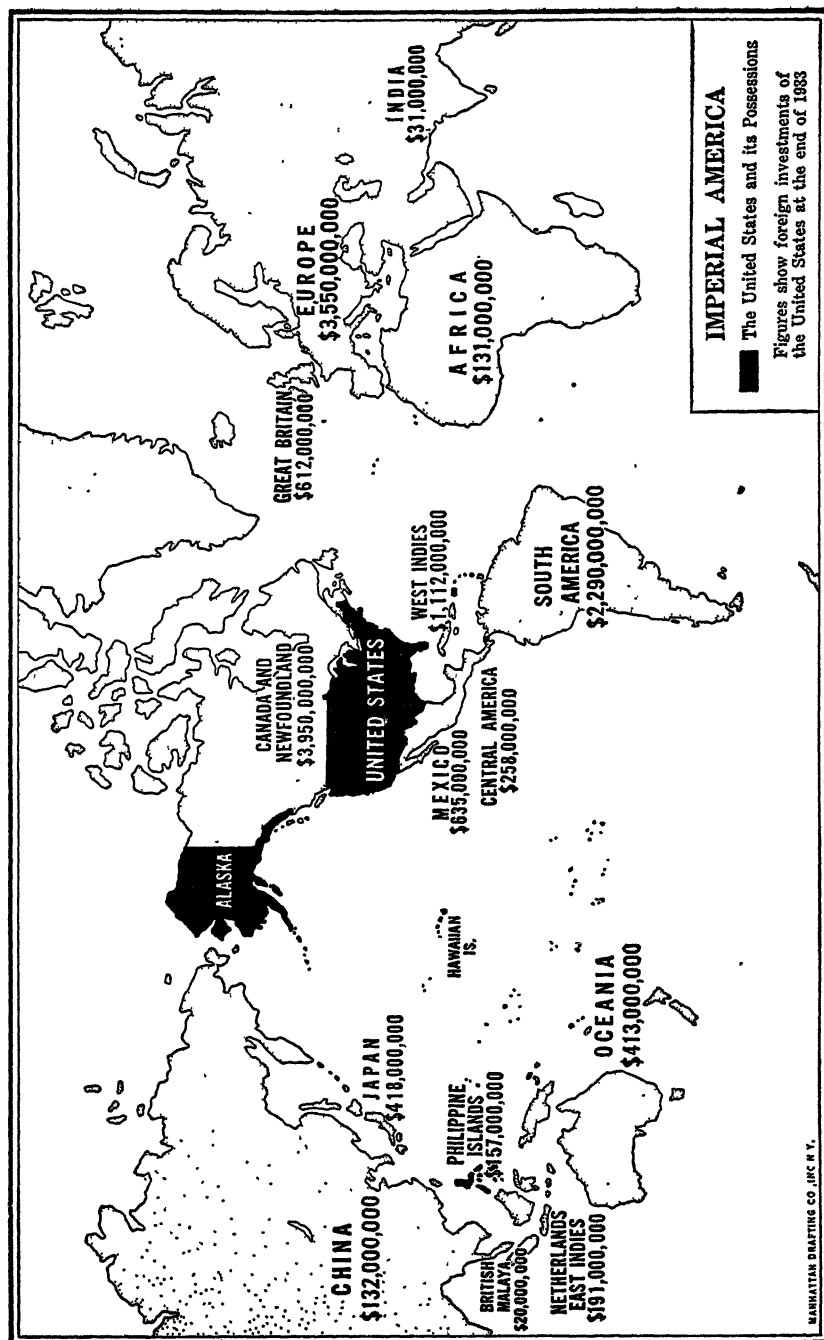 ALASKA
CANADA AND
NEWFOUNDLAND
$3,950,000,000
UNITED STATES
MEXICO
$635,000,000
CENTRAL AMERICA
$258,000,000
WEST INDIES
$1,112,000,000
SOUTH
AMERICA
$2,290,000,000
GREAT BRITAIN
$612,000,000
EUROPE
$3,550,000,000
AFRICA
$131,000,000
INDIA
$31,000,000
CHINA
$132,000,000
JAPAN
$418,000,000
PHILIPPINE
ISLANDS
$157,000,000
BRITISH
MALAYA
$20,000,000
NETHERLANDS
EAST INDIES
$191,000,000
HAWAIIAN
IS.
OCEANIA
$413,000,000
IMPERIAL AMERICA
The United States and its Possessions
Figures show foreign investments of
the United States at the end of 1933
MANHATTAN DRAFTING CO., INC N.Y.